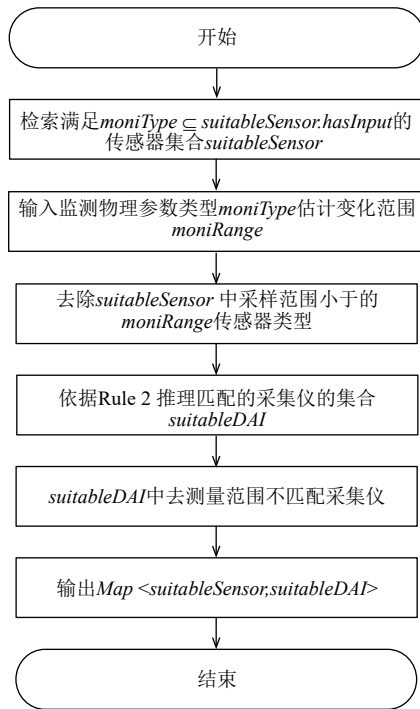 开始
检索满足moniType ⊆ suitableSensor.hasInput的
传感器集合suitableSensor
输入监测物理参数类型moniType估计变化范围
moniRange
去除suitableSensor 中采样范围小于的
moniRange传感器类型
依据Rule 2 推理匹配的采集仪的集合
suitableDAI
suitableDAI中去测量范围不匹配采集仪
输出Map <suitableSensor,suitableDAI>
结束